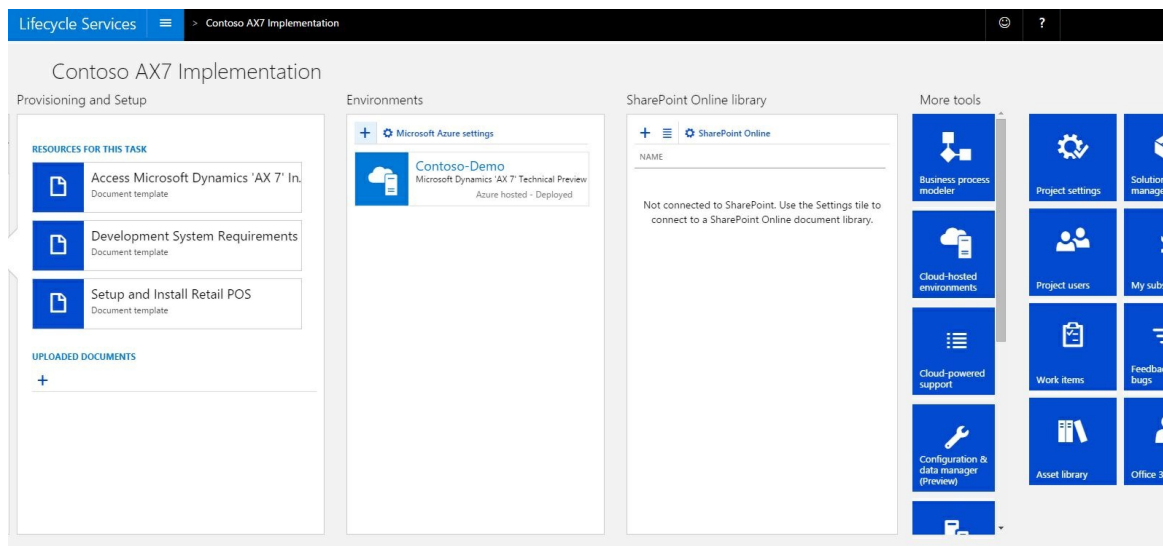 Lifecycle Services
> Contoso AX7 Implementation
?
Contoso AX7 Implementation
Provisioning and Setup
RESOURCES FOR THIS TASK
Access Microsoft Dynamics 'AX 7' In.
Document template
Development System Requirements
Document template
Setup and Install Retail POS
Document template
UPLOADED DOCUMENTS
+
Environments
+ Microsoft Azure settings
Contoso-Demo
Microsoft Dynamics 'AX 7' Technical Preview
Azure hosted - Deployed
SharePoint Online library
+ SharePoint Online
NAME
Not connected to SharePoint. Use the Settings tile to
connect to a SharePoint Online document library.
More tools
Business process
modeler
Cloud-hosted
environments
Cloud-powered
support
Configuration &
data manager
(Preview)
Project settings
Project users
Work items
Asset library
Solution
My
bugs
Office 3